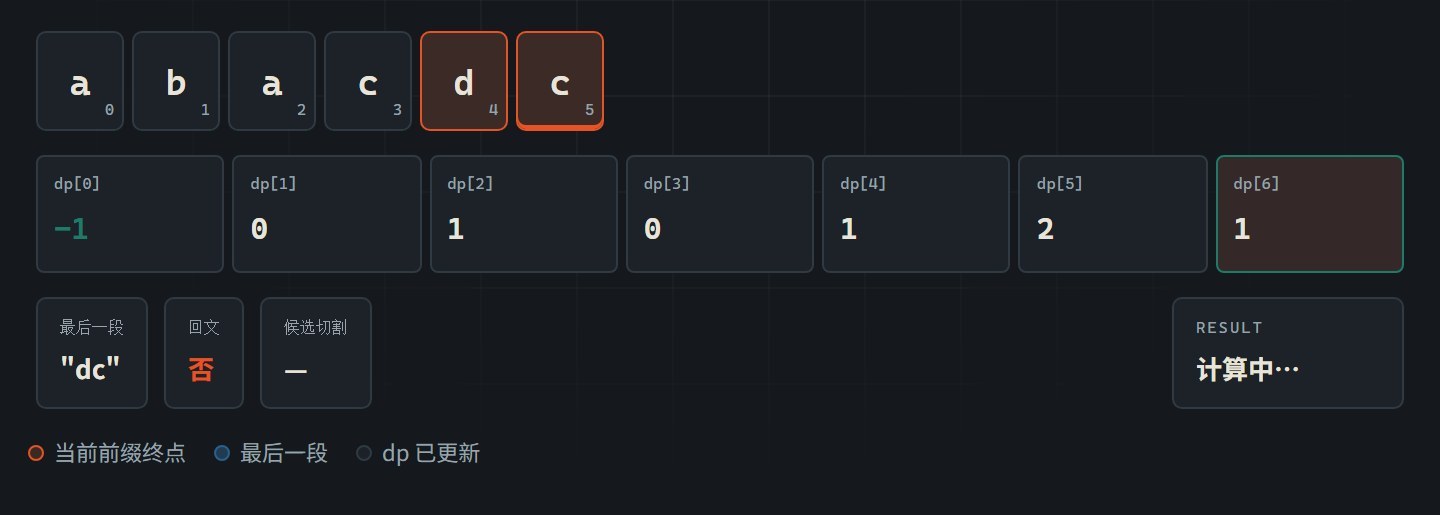 a 0 b 1 a 2 c 3 d 4 c 5
dp[0] dp[1] dp[2] dp[3] dp[4] dp[5] dp[6]
−1 0 1 0 1 2 1
最后一段 回文 候选切割 RESULT
"dc" 否 — 计算中…
当前前缀终点 最后一段 dp 已更新